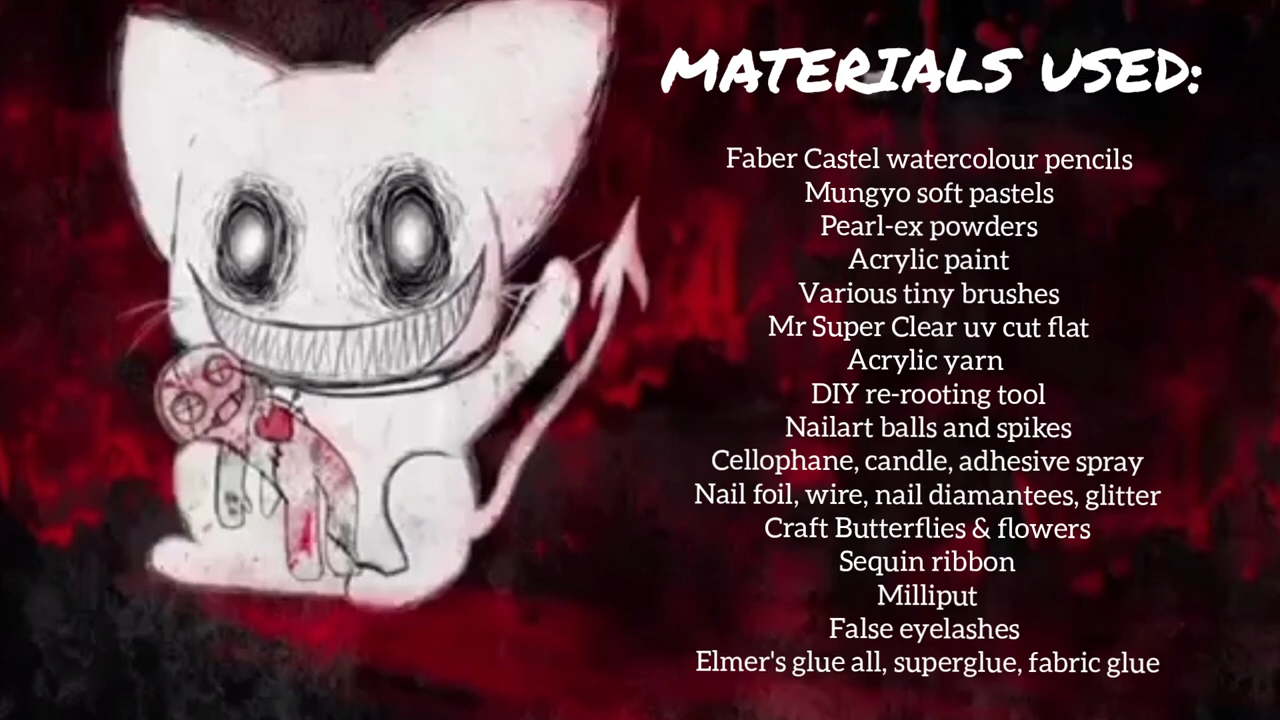 MATERIALS USED:
Faber Castel watercolour pencils
Mungyo soft pastels
Pearl-ex powders
Acrylic paint
Various tiny brushes
Mr Super Clear uv cut flat
Acrylic yarn
DIY re-rooting tool
Nailart balls and spikes
Cellophane, candle, adhesive spray
Nail foil, wire, nail diamantees, glitter
Craft Butterflies & flowers
Sequin ribbon
Milliput
False eyelashes
Elmer's glue all, superglue, fabric glue